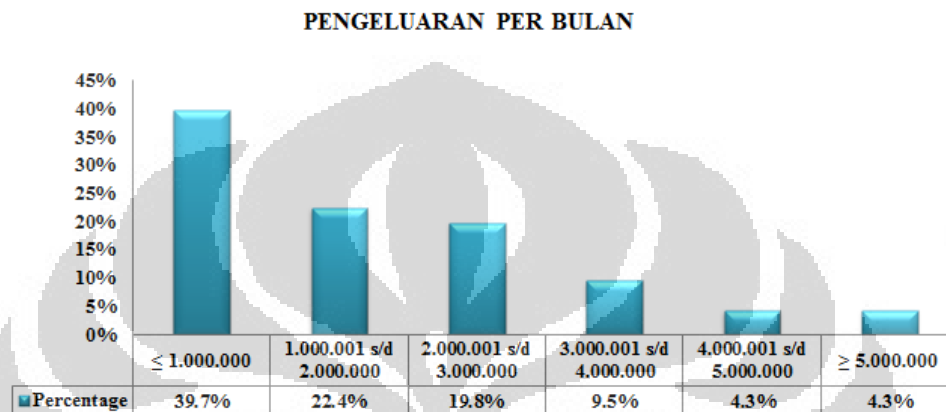 PENGELUARAN PER BULAN
45%
40%
35%
30%
25%
20%
15%
10%
5%
0%
≤ 1.000.000
1.000.001 s/d
2.000.000
2.000.001 s/d
3.000.000
3.000.001 s/d
4.000.000
4.000.001 s/d
5.000.000
≥ 5.000.000
Percentage 39.7% 22.4% 19.8% 9.5% 4.3% 4.3%